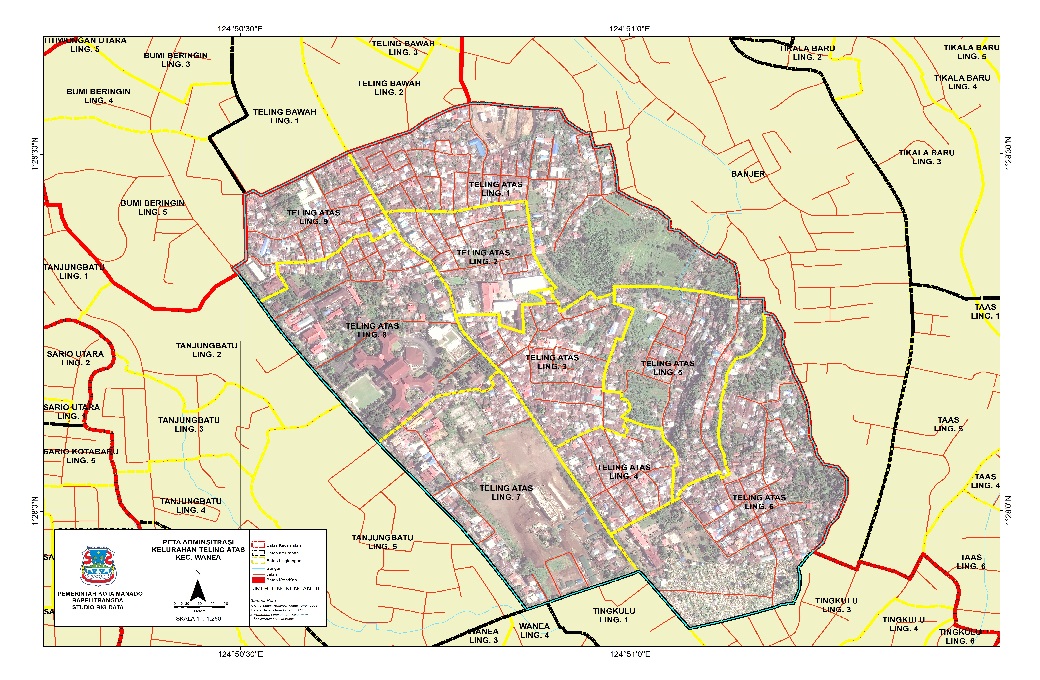 124°50'30"E
124°51'0"E
BUMI BERINGIN
LING. 3
TELING BAWAH
LING. 3
TIKALA BARU
LING. 2
TIKALA BARU
LING. 5
BUMI BERINGIN
LING. 4
TELING BAWAH
LING. 2
TIKALA BARU
LING. 4
TELING BAWAH
LING. 1
TIKALA BARU
LING. 3
BANJER
TELING ATAS
LING. 1
BUMI BERINGIN
LING. 5
TELING ATAS
LING. 9
TELING ATAS
LING. 2
TANJUNGBATU
LING. 1
TAAS
LING. 1
TELING ATAS
LING. 8
TANJUNGBATU
LING. 2
SARIO UTARA
LING. 2
TELING ATAS
LING. 3
TELING ATAS
LING. 5
SARIO UTARA
LING.
TANJUNGBATU
LING. 3
TAAS
LING. 5
SARIO KOTABARU
LING. 5
TELING ATAS
LING. 4
TAAS
LING. 4
TELING ATAS
LING. 7
TELING ATAS
LING. 6
TANJUNGBATU
LING. 4
TANJUNGBATU
LING. 5
TAAS
LING. 6
PETA ADMINSITRASI
KELURAHAN TELING ATAS
KEC. WANEA
PEMERINTAH KOTA MANADO
BAPELITBANGDA
STUDIO BIG DATA
TINGKULU
LING. 1
TINGKULU
LING. 3
TINGKULU
LING. 4
WANEA
LING. 3
WANEA
LING. 4
TINGKULU
LING. 6
124°50'30"E
124°51'0"E